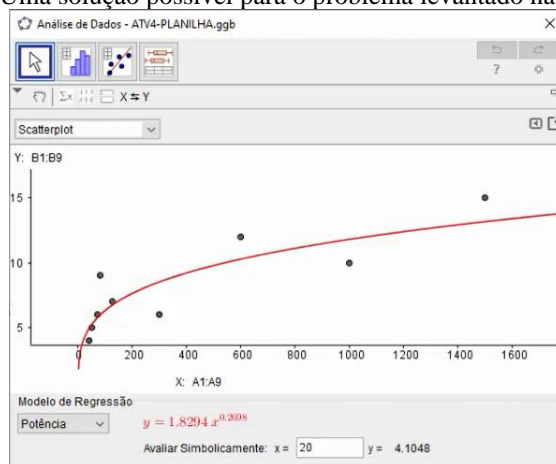 Uma solução possível para o problema levantado na
Análise de Dados - ATV4-PLANILHA.ggb
X ⇆ Y
Scatterplot
Y: B1:B9
15
10
5
0 200 400 600 800 1000 1200 1400 1600
X: A1:A9
Modelo de Regressão
Potência y = 1.8294 x^0.2698
Avaliar Simbolicamente: x = 20 y = 4.1048